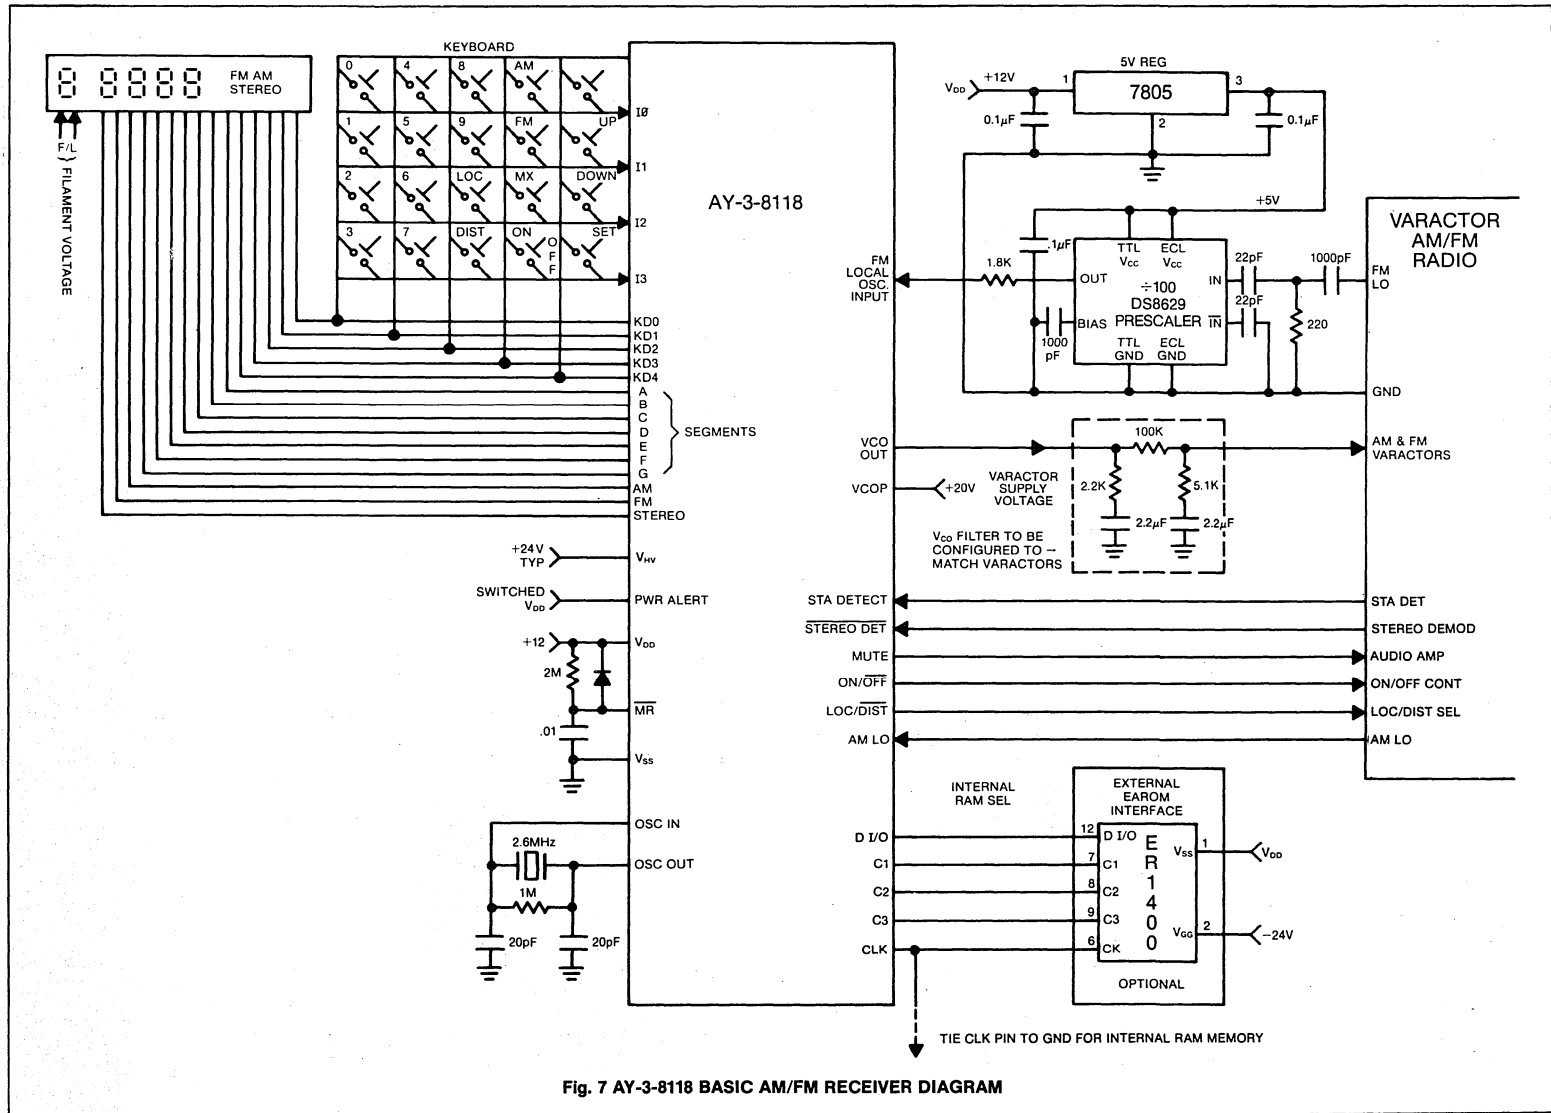 KEYBOARD
8 8888
FM AM
STEREO
F/L
} FILAMENT VOLTAGE
0 4 8 AM
1 5 9 FM UP
2 6 LOC MX DOWN
3 7 DIST ON OFF SET
I0
I1
I2
I3
KD0
KD1
KD2
KD3
KD4
A
B
C
D
E
F
G
SEGMENTS
AM
FM
STEREO
+24V
TYP
VHV
SWITCHED
VDD
PWR ALERT
+12
VDD
2M
MR
.01
VSS
OSC IN
2.6MHz
OSC OUT
1M
20pF
20pF
AY-3-8118
FM
LOCAL
OSC.
INPUT
VCO
OUT
VCOP
STA DETECT
STEREO DET
MUTE
ON/OFF
LOC/DIST
AM LO
D I/O
C1
C2
C3
CLK
5V REG
VDD
+12V
1
7805
3
2
0.1µF
0.1µF
+5V
.1µF
1.8K
TTL
VCC
ECL
VCC
OUT
÷100
DS8629
PRESCALER
IN
IN
BIAS
1000
pF
TTL
GND
ECL
GND
22pF
22pF
1000pF
220
VARACTOR
AM/FM
RADIO
FM
LO
GND
100K
2.2K
5.1K
2.2µF
2.2µF
+20V
VARACTOR
SUPPLY
VOLTAGE
VCO FILTER TO BE
CONFIGURED TO →
MATCH VARACTORS
AM & FM
VARACTORS
STA DET
STEREO DEMOD
AUDIO AMP
ON/OFF CONT
LOC/DIST SEL
AM LO
INTERNAL
RAM SEL
EXTERNAL
EAROM
INTERFACE
12 D I/O
7 C1
8 C2
9 C3
6 CK
ER1400
VSS 1
VDD
VGG 2
−24V
OPTIONAL
TIE CLK PIN TO GND FOR INTERNAL RAM MEMORY
Fig. 7 AY-3-8118 BASIC AM/FM RECEIVER DIAGRAM